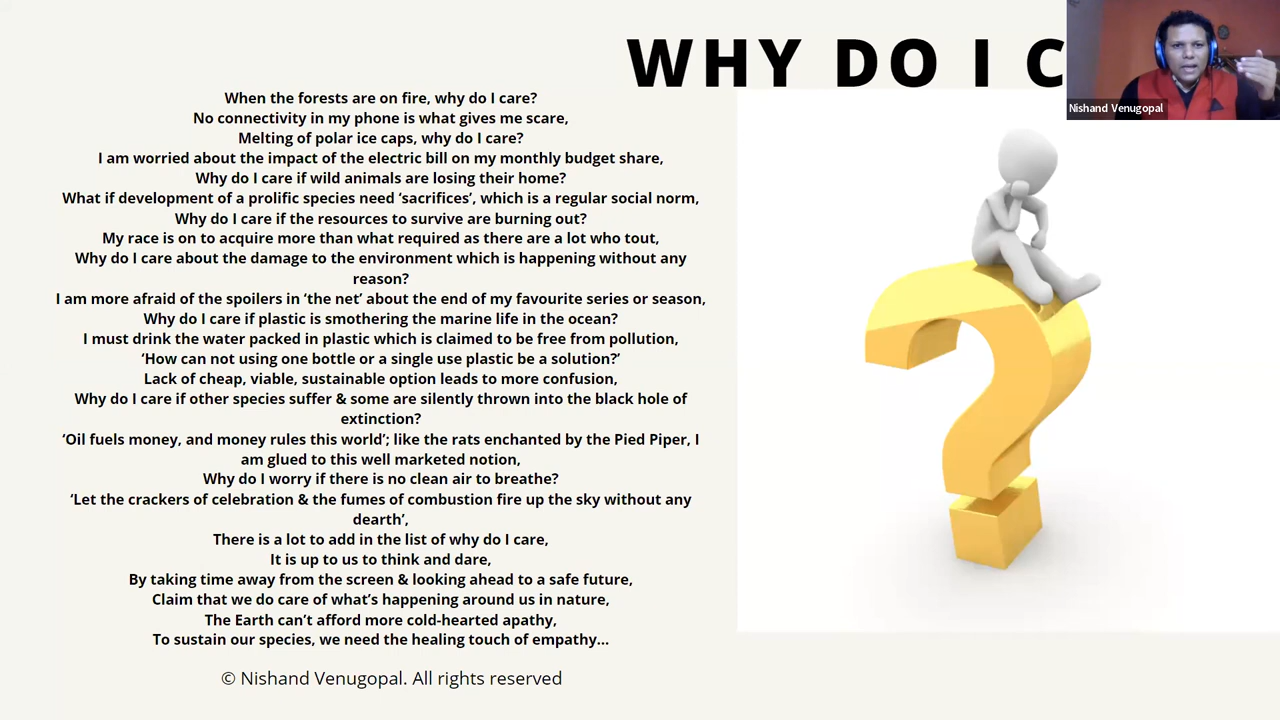 WHY DO I C
Nishand Venugopal
When the forests are on fire, why do I care?
No connectivity in my phone is what gives me scare,
Melting of polar ice caps, why do I care?
I am worried about the impact of the electric bill on my monthly budget share,
Why do I care if wild animals are losing their home?
What if development of a prolific species need ‘sacrifices’, which is a regular social norm,
Why do I care if the resources to survive are burning out?
My race is on to acquire more than what required as there are a lot who tout,
Why do I care about the damage to the environment which is happening without any
reason?
I am more afraid of the spoilers in ‘the net’ about the end of my favourite series or season,
Why do I care if plastic is smothering the marine life in the ocean?
I must drink the water packed in plastic which is claimed to be free from pollution,
‘How can not using one bottle or a single use plastic be a solution?’
Lack of cheap, viable, sustainable option leads to more confusion,
Why do I care if other species suffer & some are silently thrown into the black hole of
extinction?
‘Oil fuels money, and money rules this world’; like the rats enchanted by the Pied Piper, I
am glued to this well marketed notion,
Why do I worry if there is no clean air to breathe?
‘Let the crackers of celebration & the fumes of combustion fire up the sky without any
dearth’,
There is a lot to add in the list of why do I care,
It is up to us to think and dare,
By taking time away from the screen & looking ahead to a safe future,
Claim that we do care of what’s happening around us in nature,
The Earth can’t afford more cold-hearted apathy,
To sustain our species, we need the healing touch of empathy...
© Nishand Venugopal. All rights reserved